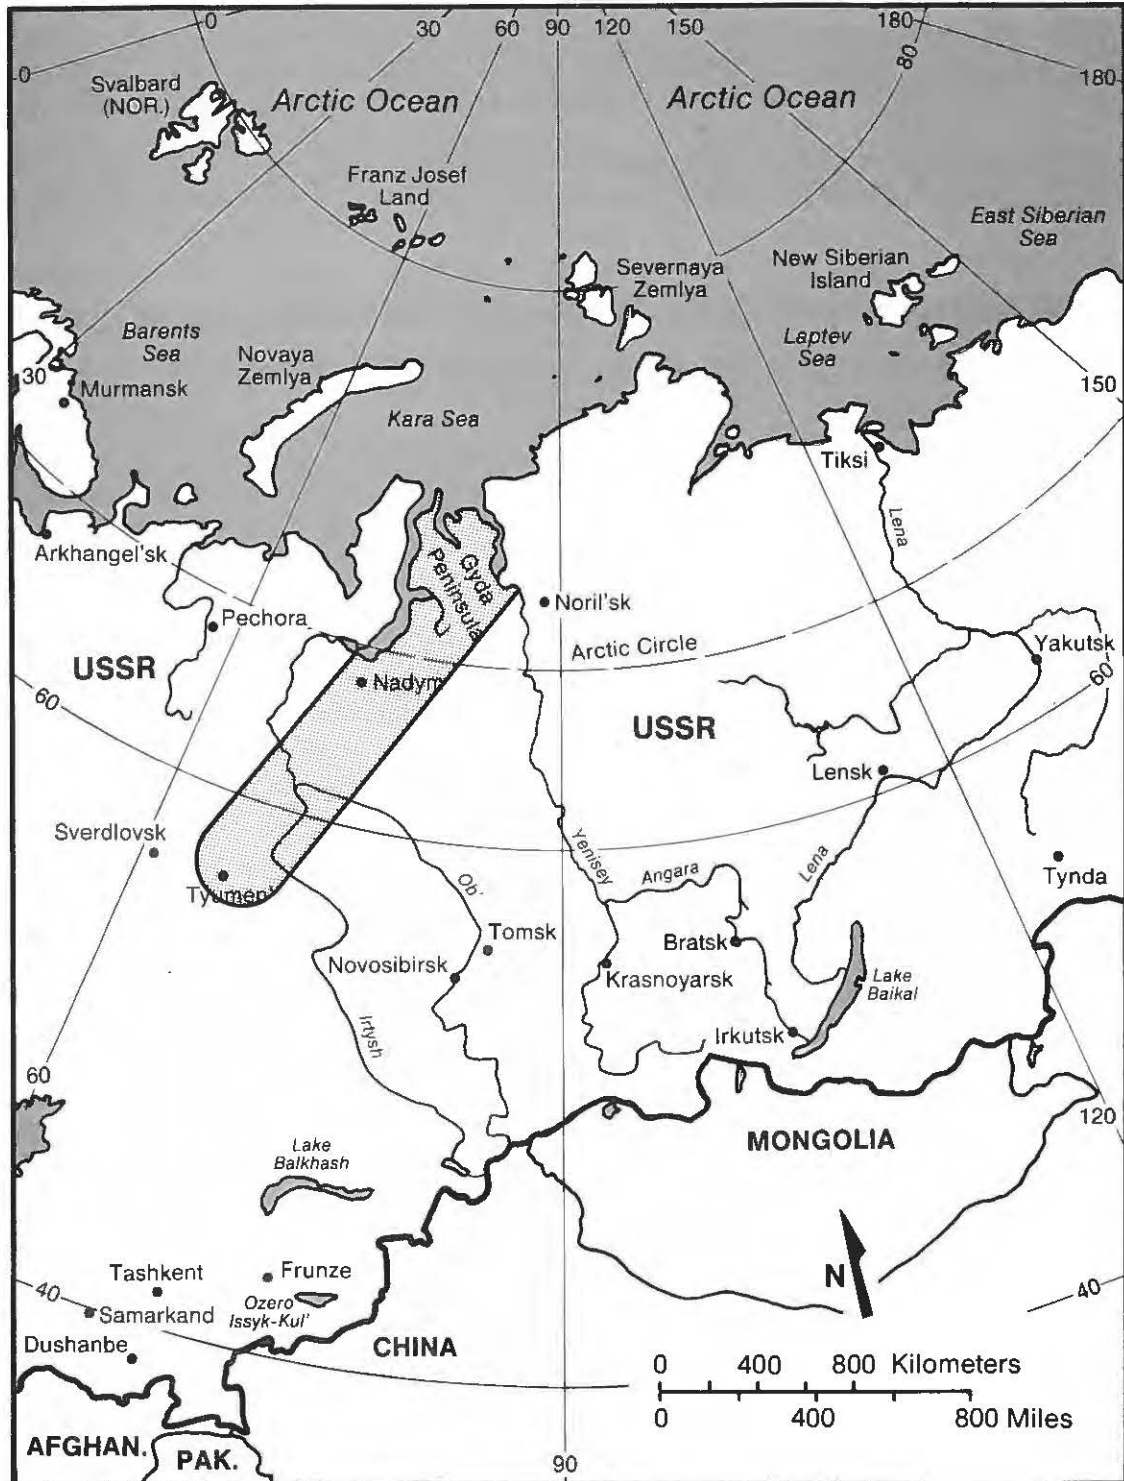 0
30
60
90
120
150
180
80
0
180
Svalbard
(NOR.)
Arctic Ocean
Arctic Ocean
Franz Josef
Land
East Siberian
Sea
Severnaya
Zemlya
New Siberian
Island
Barents
Sea
Novaya
Zemlya
Laptev
Sea
30
Murmansk
150
Kara Sea
Tiksi
Lena
Arkhangel'sk
Gyda
Peninsula
Noril'sk
Pechora
Arctic Circle
Yakutsk
USSR
Nadym
60
60
USSR
Lensk
Sverdlovsk
Yenisey
Angara
Lena
Tynda
Tyumen'
Ob'
Tomsk
Bratsk
Novosibirsk
Krasnoyarsk
Lake
Baikal
Irtysh
Irkutsk
60
120
MONGOLIA
Lake
Balkhash
N
Tashkent
Frunze
40
40
Samarkand
Ozero
Issyk-Kul'
Dushanbe
CHINA
0 400 800 Kilometers
0 400 800 Miles
AFGHAN.
PAK.
90